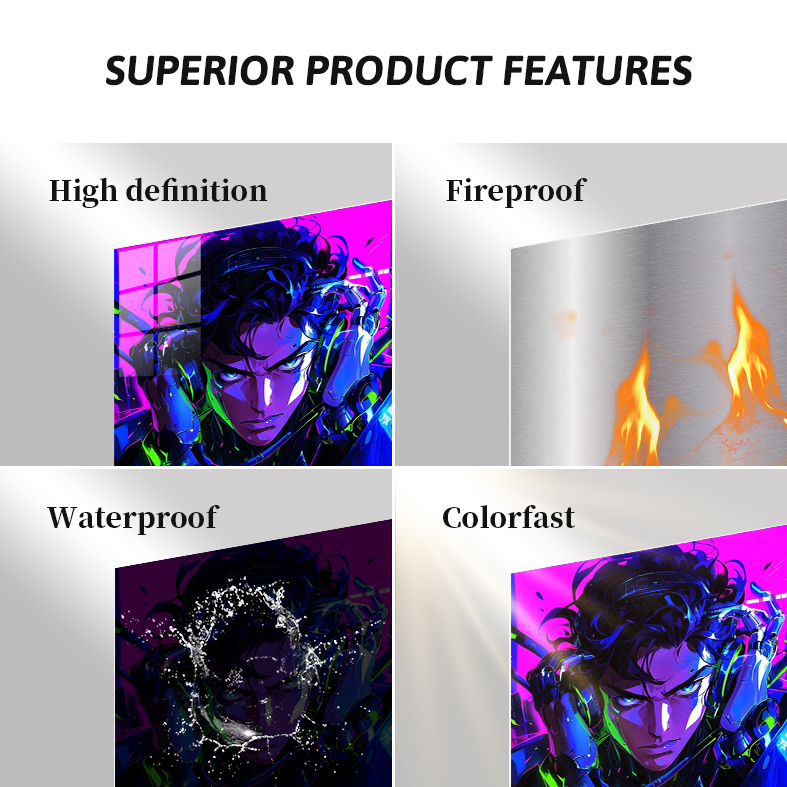 SUPERIOR PRODUCT FEATURES
High definition
Fireproof
Waterproof
Colorfast